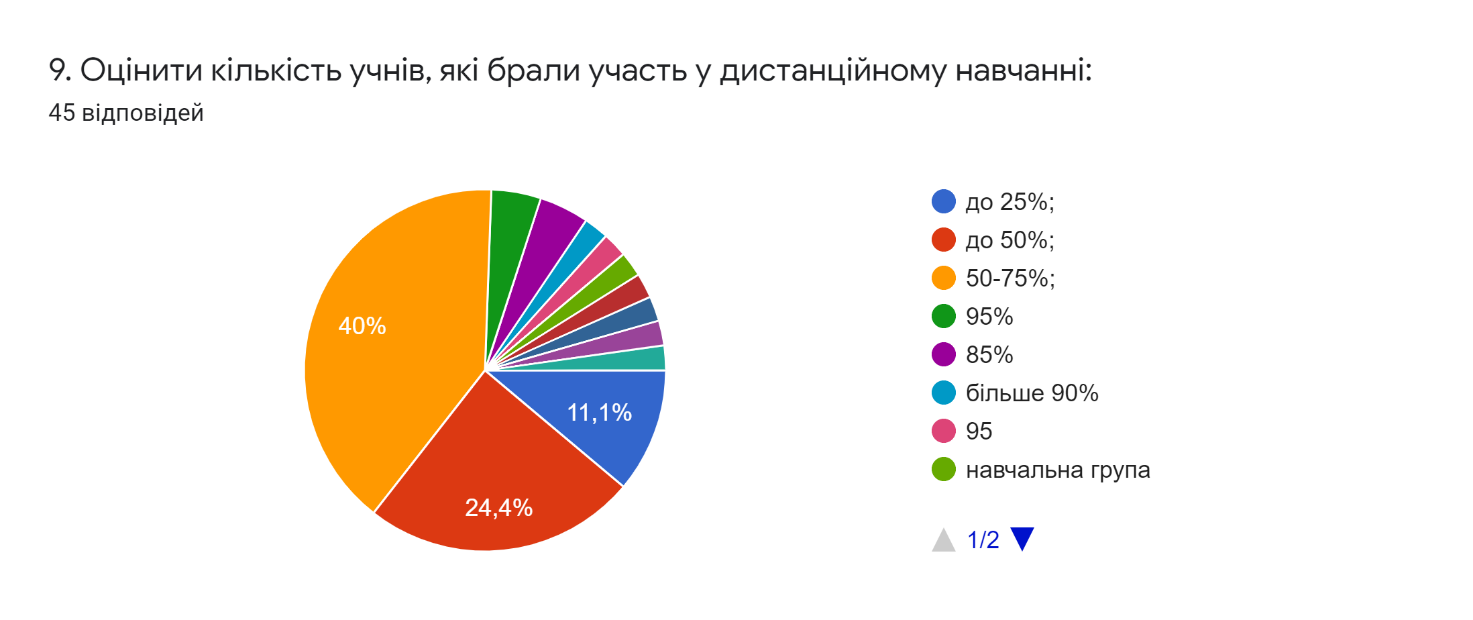 9. Оцінити кількість учнів, які брали участь у дистанційному навчанні:
45 відповідей
40%
11,1%
24,4%
до 25%;
до 50%;
50-75%;
95%
85%
більше 90%
95
навчальна група
1/2